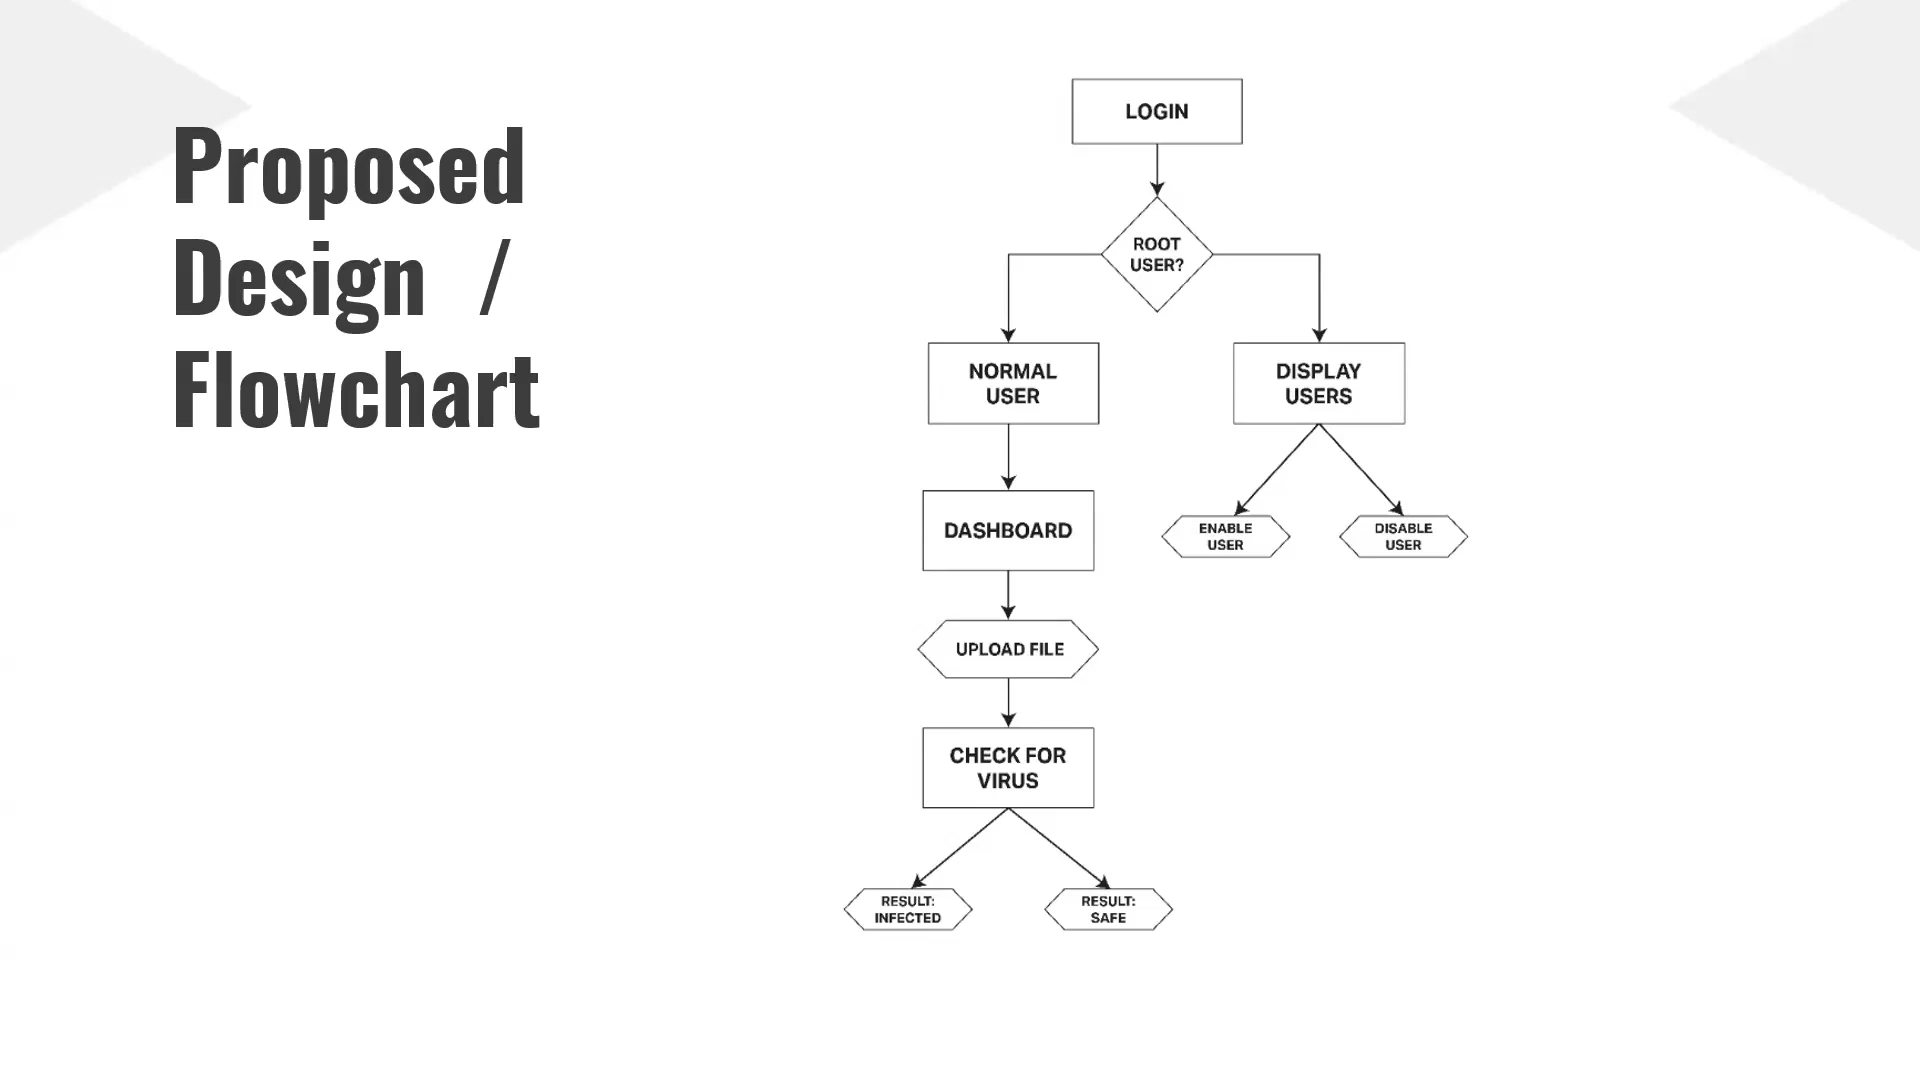 Proposed
Design /
Flowchart
LOGIN
ROOT
USER?
NORMAL
USER
DISPLAY
USERS
DASHBOARD
ENABLE
USER
DISABLE
USER
UPLOAD FILE
CHECK FOR
VIRUS
RESULT:
INFECTED
RESULT:
SAFE